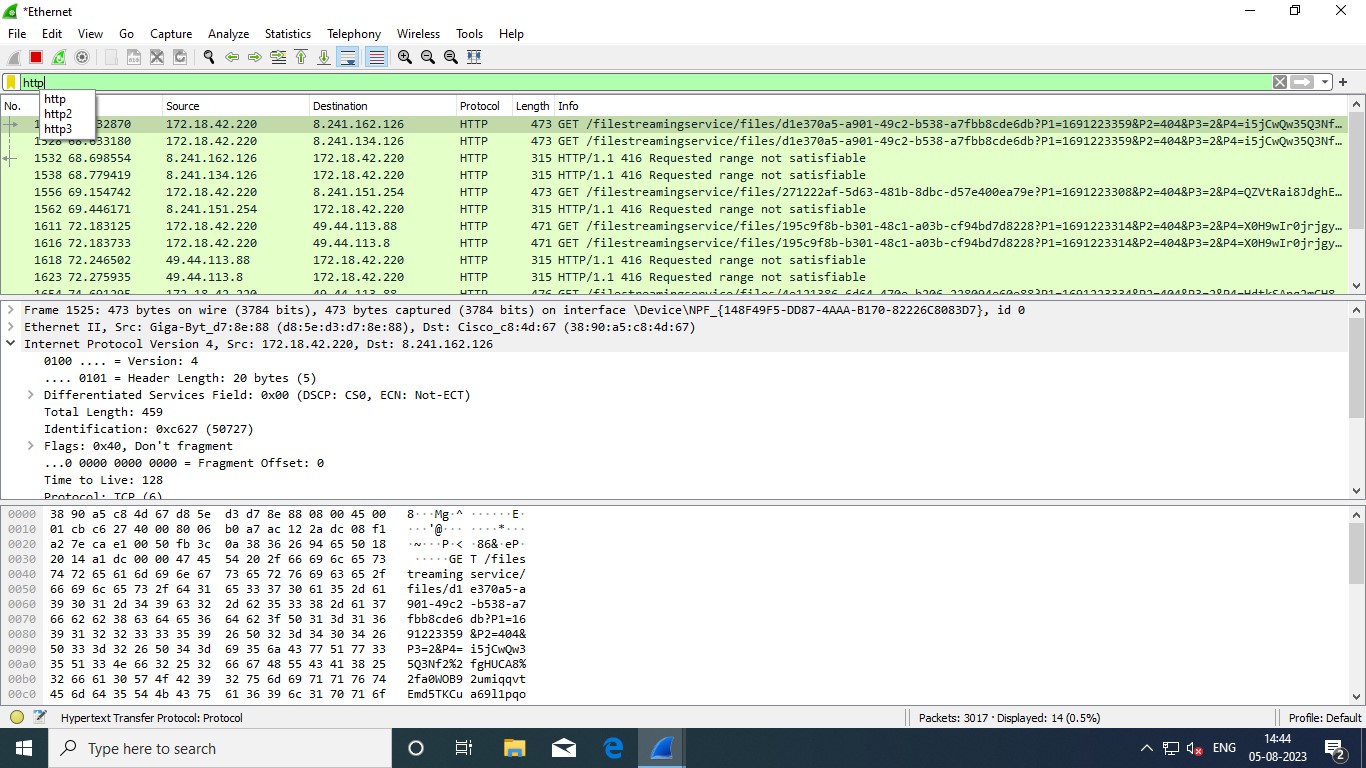 *Ethernet
File Edit View Go Capture Analyze Statistics Telephony Wireless Tools Help
http
http
http2
http3
No. Source Destination Protocol Length Info
32870 172.18.42.220 8.241.162.126 HTTP 473 GET /filestreamingservice/files/d1e370a5-a901-49c2-b538-a7fbb8cde6db?P1=1691223359&P2=404&P3=2&P4=i5jCwQw35Q3Nf…
1528 68.633180 172.18.42.220 8.241.134.126 HTTP 473 GET /filestreamingservice/files/d1e370a5-a901-49c2-b538-a7fbb8cde6db?P1=1691223359&P2=404&P3=2&P4=i5jCwQw35Q3Nf…
1532 68.698554 8.241.162.126 172.18.42.220 HTTP 315 HTTP/1.1 416 Requested range not satisfiable
1538 68.779419 8.241.134.126 172.18.42.220 HTTP 315 HTTP/1.1 416 Requested range not satisfiable
1556 69.154742 172.18.42.220 8.241.151.254 HTTP 473 GET /filestreamingservice/files/271222af-5d63-481b-8dbc-d57e400ea79e?P1=1691223308&P2=404&P3=2&P4=QZVtRai8JdghE…
1562 69.446171 8.241.151.254 172.18.42.220 HTTP 315 HTTP/1.1 416 Requested range not satisfiable
1611 72.183125 172.18.42.220 49.44.113.88 HTTP 471 GET /filestreamingservice/files/195c9f8b-b301-48c1-a03b-cf94bd7d8228?P1=1691223314&P2=404&P3=2&P4=X0H9wIr0jrjgy…
1616 72.183733 172.18.42.220 49.44.113.8 HTTP 471 GET /filestreamingservice/files/195c9f8b-b301-48c1-a03b-cf94bd7d8228?P1=1691223314&P2=404&P3=2&P4=X0H9wIr0jrjgy…
1618 72.246502 49.44.113.88 172.18.42.220 HTTP 315 HTTP/1.1 416 Requested range not satisfiable
1623 72.275935 49.44.113.8 172.18.42.220 HTTP 315 HTTP/1.1 416 Requested range not satisfiable
1654 74.691295 172.18.42.220 49.44.113.88 HTTP 476 GET
Frame 1525: 473 bytes on wire (3784 bits), 473 bytes captured (3784 bits) on interface \Device\NPF_{148F49F5-DD87-4AAA-B170-82226C8083D7}, id 0
Ethernet II, Src: Giga-Byt_d7:8e:88 (d8:5e:d3:d7:8e:88), Dst: Cisco_c8:4d:67 (38:90:a5:c8:4d:67)
Internet Protocol Version 4, Src: 172.18.42.220, Dst: 8.241.162.126
0100 .... = Version: 4
.... 0101 = Header Length: 20 bytes (5)
Differentiated Services Field: 0x00 (DSCP: CS0, ECN: Not-ECT)
Total Length: 459
Identification: 0xc627 (50727)
Flags: 0x40, Don't fragment
...0 0000 0000 0000 = Fragment Offset: 0
Time to Live: 128
Protocol: TCP (6)
0000 38 90 a5 c8 4d 67 d8 5e d3 d7 8e 88 08 00 45 00 8···Mg·^ ······E·
0010 01 cb c6 27 40 00 80 06 b0 a7 ac 12 2a dc 08 f1 ···'@··· ····*···
0020 a2 7e ca e1 00 50 fb 3c 0a 38 36 26 94 65 50 18 ·~···P·< ·86&·eP·
0030 20 14 a1 dc 00 00 47 45 54 20 2f 66 69 6c 65 73 ·····GE T /files
0040 74 72 65 61 6d 69 6e 67 73 65 72 76 69 63 65 2f treaming service/
0050 66 69 6c 65 73 2f 64 31 65 33 37 30 61 35 2d 61 files/d1 e370a5-a
0060 39 30 31 2d 34 39 63 32 2d 62 35 33 38 2d 61 37 901-49c2 -b538-a7
0070 66 62 62 38 63 64 65 36 64 62 3f 50 31 3d 31 36 fbb8cde6 db?P1=16
0080 39 31 32 32 33 33 35 39 26 50 32 3d 34 30 34 26 91223359 &P2=404&
0090 50 33 3d 32 26 50 34 3d 69 35 6a 43 77 51 77 33 P3=2&P4= i5jCwQw3
00a0 35 51 33 4e 66 32 25 32 66 67 48 55 43 41 38 25 5Q3Nf2%2 fgHUCA8%
00b0 32 66 61 30 57 4f 42 39 32 75 6d 69 71 71 76 74 2fa0WOB9 2umiqqvt
00c0 45 6d 64 35 54 4b 43 75 61 36 39 6c 31 70 71 6f Emd5TKCu a69l1pqo
Hypertext Transfer Protocol: Protocol Packets: 3017 · Displayed: 14 (0.5%) Profile: Default
Type here to search ENG 14:44
05-08-2023 2